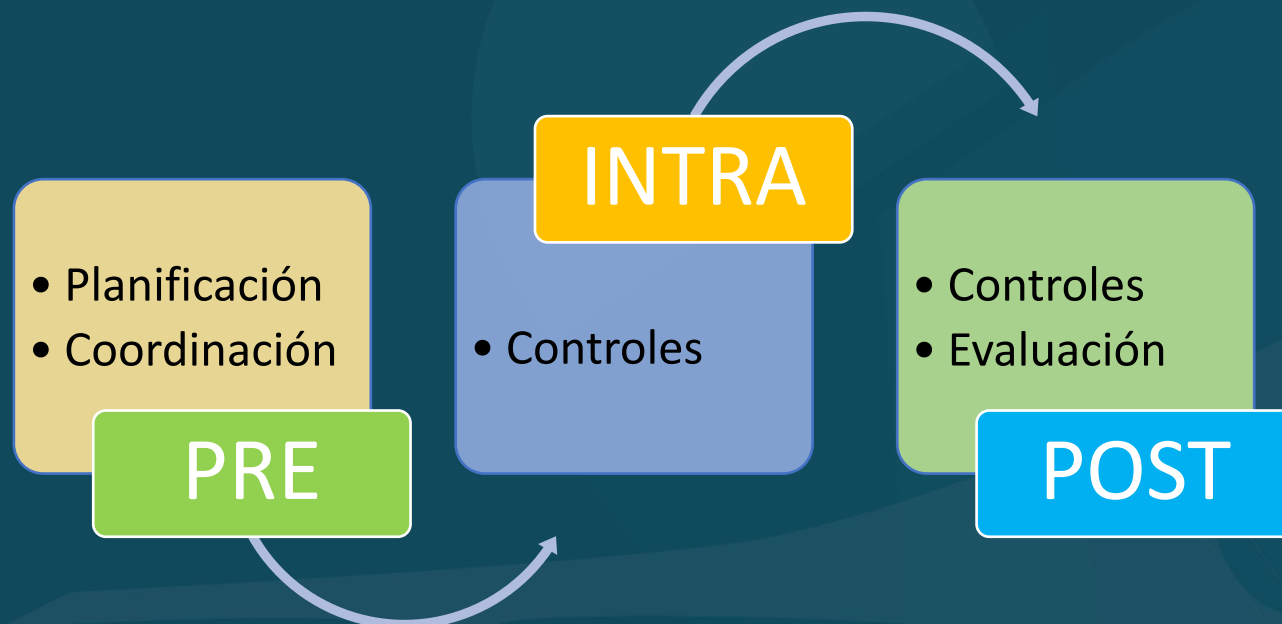 • Planificación
• Coordinación
PRE
INTRA
• Controles
• Controles
• Evaluación
POST